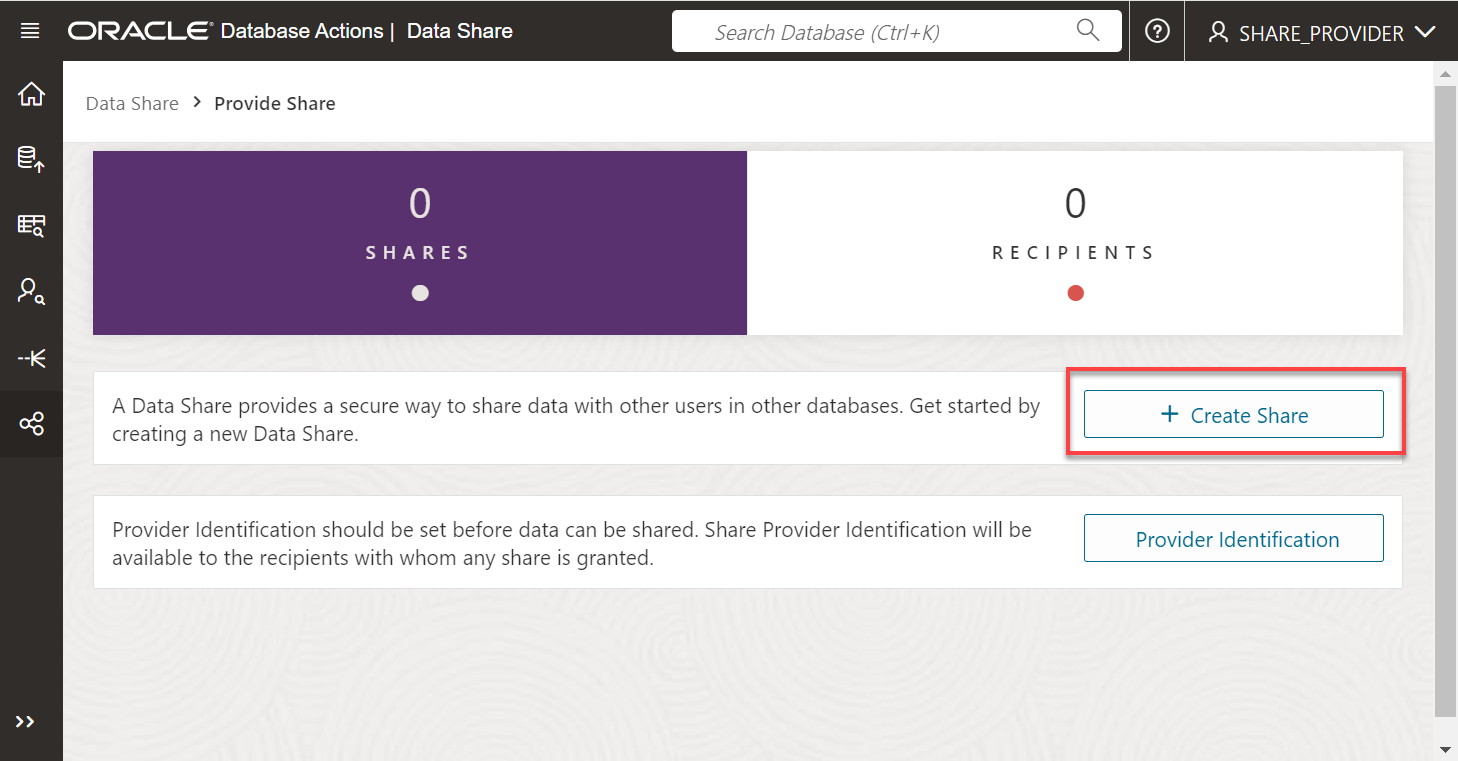 ORACLE Database Actions | Data Share
Search Database (Ctrl+K)
SHARE_PROVIDER
Data Share > Provide Share
0
SHARES
0
RECIPIENTS
A Data Share provides a secure way to share data with other users in other databases. Get started by
creating a new Data Share.
+ Create Share
Provider Identification should be set before data can be shared. Share Provider Identification will be
available to the recipients with whom any share is granted.
Provider Identification